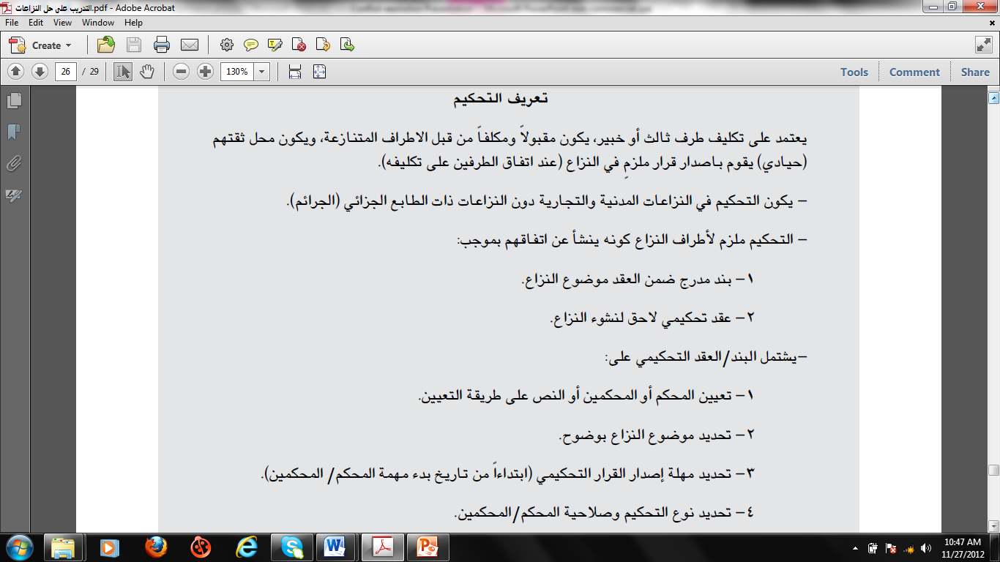 التدريب على حل النزاعات.pdf - Adobe Acrobat
File Edit View Window Help
Create
26 / 29 130% Tools Comment Share
تعريف التحكيم
يعتمد على تكليف طرف ثالث أو خبير، يكون مقبولاً ومكلفاً من قبل الاطراف المتنازعة، ويكون محل ثقتهم
(حيادي) يقوم باصدار قرار ملزمٍ في النزاع (عند اتفاق الطرفين على تكليفه).
– يكون التحكيم في النزاعات المدنية والتجارية دون النزاعات ذات الطابع الجزائي (الجرائم).
– التحكيم ملزم لأطراف النزاع كونه ينشأ عن اتفاقهم بموجب:
١– بند مدرج ضمن العقد موضوع النزاع.
٢– عقد تحكيمي لاحق لنشوء النزاع.
–يشتمل البند/العقد التحكيمي على:
١– تعيين المحكم أو المحكمين أو النص على طريقة التعيين.
٢– تحديد موضوع النزاع بوضوح.
٣– تحديد مهلة إصدار القرار التحكيمي (ابتداءاً من تاريخ بدء مهمة المحكم/ المحكمين).
٤– تحديد نوع التحكيم وصلاحية المحكم/المحكمين.
10:47 AM
11/27/2012